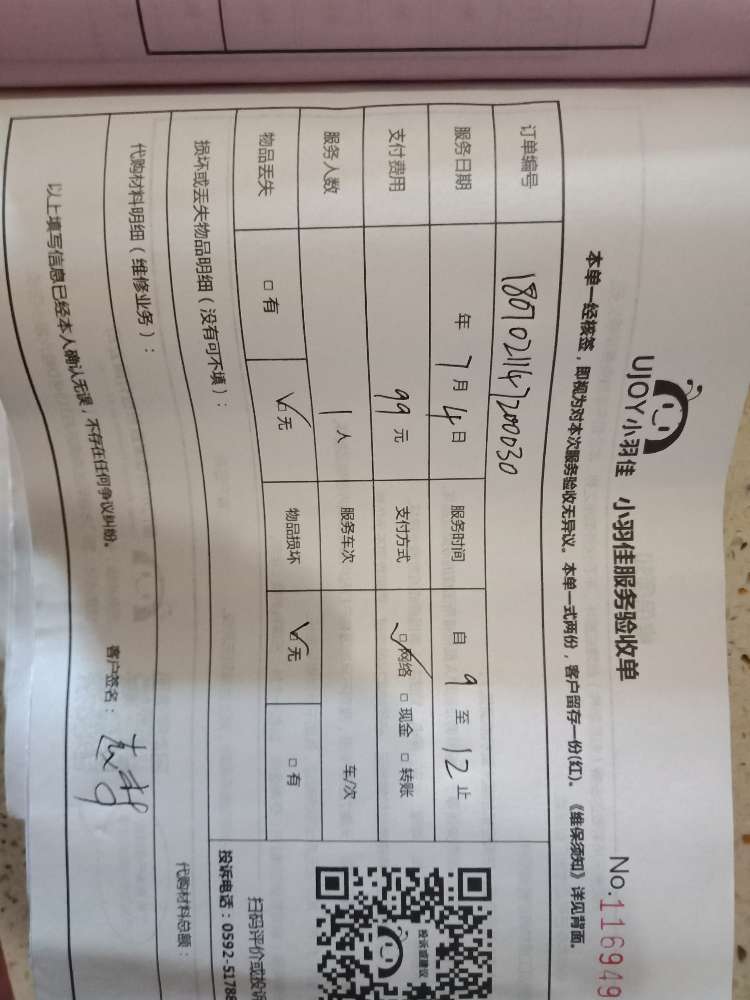 UJOY小羽佳 小羽佳服务验收单 No.116949
本单一经核签，即视为对本次服务验收无异议。本单一式两份，客户留存一份(红)。《维保须知》详见背面。
订单编号 1807021147200030
服务日期 年 7 月 4 日 服务时间 自 9 至 12 止
支付费用 99 元 支付方式 ☑网络 □现金 □转账
服务人数 1 人 服务车次 车/次
物品丢失 □有 ☑无 物品损坏 ☑无 □有
损坏或丢失物品明细（没有可不填）：
代购材料明细（维修业务）： 代购材料总额：
以上填写信息已经本人确认无误，不存在任何争议纠纷。 客户签名：
投诉或建议
扫码评价或投诉
投诉电话：0592-51788